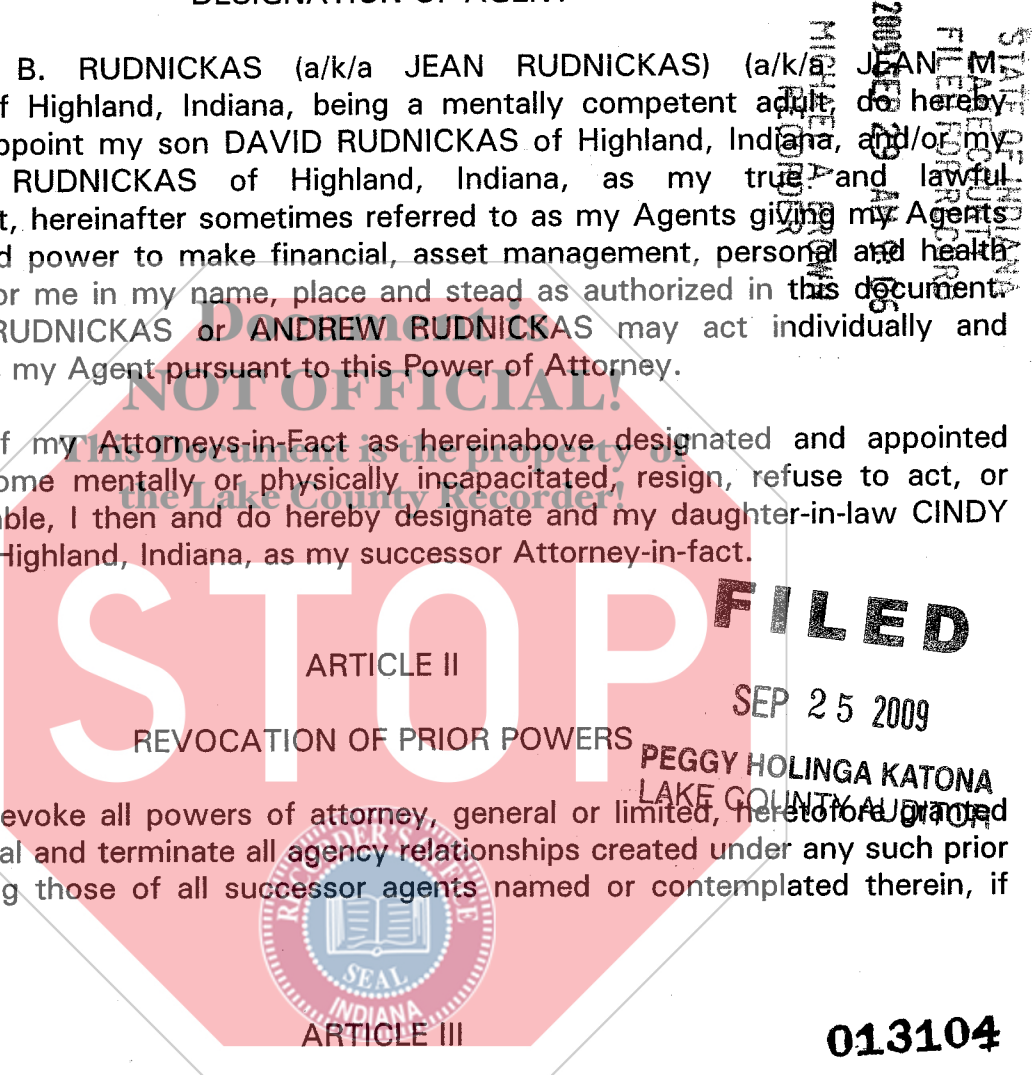 DESIGNATION OF AGENT
B. RUDNICKAS (a/k/a JEAN RUDNICKAS) (a/k/a JEAN M.
f Highland, Indiana, being a mentally competent adult, do hereby
ppoint my son DAVID RUDNICKAS of Highland, Indiana, and/or my
RUDNICKAS of Highland, Indiana, as my true and lawful
t, hereinafter sometimes referred to as my Agents giving my Agents
d power to make financial, asset management, personal and health
or me in my name, place and stead as authorized in this document.
RUDNICKAS or ANDREW RUDNICKAS may act individually and
my Agent pursuant to this Power of Attorney.
f my Attorneys-in-Fact as hereinabove designated and appointed
ome mentally or physically incapacitated, resign, refuse to act, or
ble, I then and do hereby designate and my daughter-in-law CINDY
Highland, Indiana, as my successor Attorney-in-fact.
ARTICLE II
REVOCATION OF PRIOR POWERS
evoke all powers of attorney, general or limited, heretofore granted
al and terminate all agency relationships created under any such prior
g those of all successor agents named or contemplated therein, if
ARTICLE III
STATE OF INDIANA
LAKE COUNTY
FILED FOR RECORD
2009 SEP 29 AM
RECORDER
Document is
NOT OFFICIAL!
This Document is the property of
the Lake County Recorder!
STOP
FILED
SEP 25 2009
PEGGY HOLINGA KATONA
LAKE COUNTY AUDITOR
RECORDER'S OFFICE
SEAL
INDIANA
013104